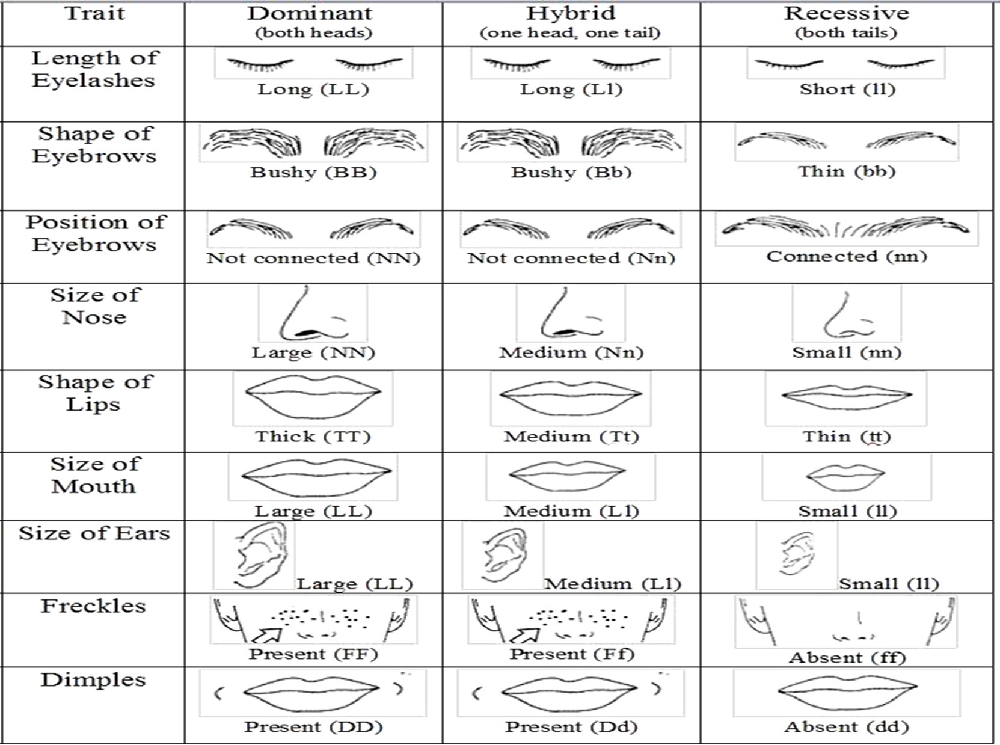 Trait
Dominant
(both heads)
Hybrid
(one head, one tail)
Recessive
(both tails)
Length of
Eyelashes
Long (LL)
Long (Ll)
Short (ll)
Shape of
Eyebrows
Bushy (BB)
Bushy (Bb)
Thin (bb)
Position of
Eyebrows
Not connected (NN)
Not connected (Nn)
Connected (nn)
Size of
Nose
Large (NN)
Medium (Nn)
Small (nn)
Shape of
Lips
Thick (TT)
Medium (Tt)
Thin (tt)
Size of
Mouth
Large (LL)
Medium (Ll)
Small (ll)
Size of Ears
Large (LL)
Medium (Ll)
Small (ll)
Freckles
Present (FF)
Present (Ff)
Absent (ff)
Dimples
Present (DD)
Present (Dd)
Absent (dd)